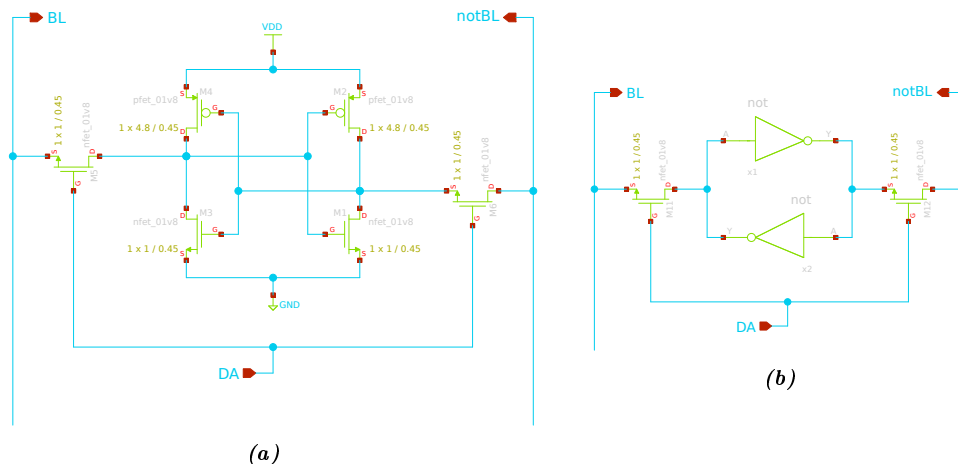 BL
notBL
VDD
S
M4
G
pfet_01v8
1 x 4.8 / 0.45
D
S
M2
G
pfet_01v8
1 x 4.8 / 0.45
D
1 x 1 / 0.45
nfet_01v8
S
D
G
M5
1 x 1 / 0.45
nfet_01v8
S
D
G
M6
D
M3
nfet_01v8
G
1 x 1 / 0.45
S
D
M1
nfet_01v8
G
1 x 1 / 0.45
S
GND
DA
(a)
BL
notBL
not
A
Y
x1
1 x 1 / 0.45
nfet_01v8
S
D
G
M11
1 x 1 / 0.45
nfet_01v8
S
D
G
M12
not
Y
A
x2
DA
(b)